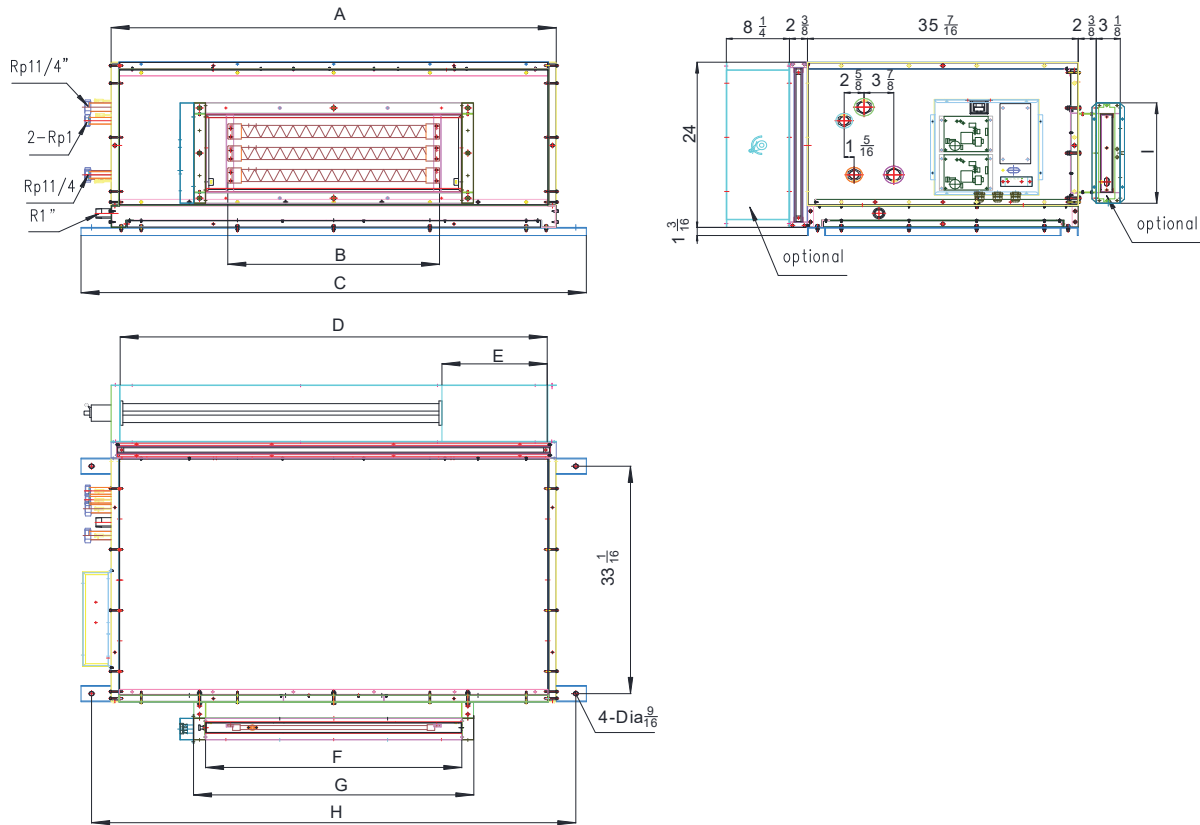 A
Rp11/4"
2-Rp1
Rp11/4
R1"
B
C
8 1/4
2 3/8
35 7/16
2 3/8
3 1/8
2 5/8
3 7/8
1 5/16
24
1 3/16
I
optional
optional
D
E
33 1/16
4-Dia 9/16
F
G
H